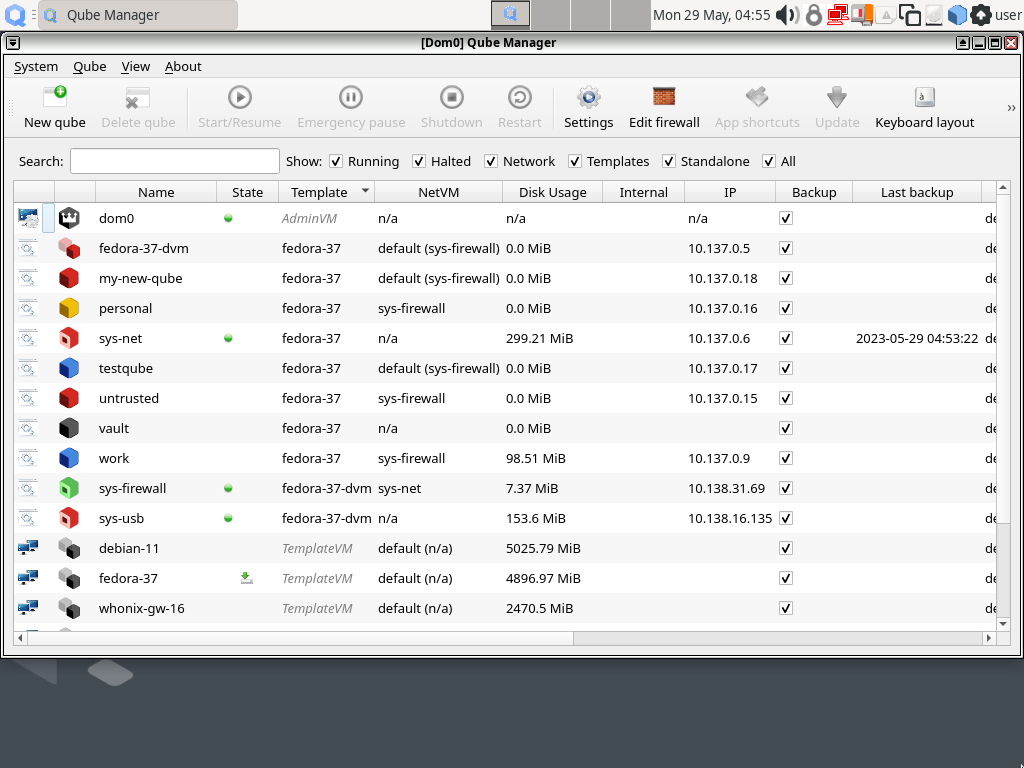 Qube Manager Mon 29 May, 04:55 user
[Dom0] Qube Manager
System Qube View About
New qube Delete qube Start/Resume Emergency pause Shutdown Restart Settings Edit firewall App shortcuts Update Keyboard layout »
Search: Show: Running Halted Network Templates Standalone All
Name State Template NetVM Disk Usage Internal IP Backup Last backup
dom0 AdminVM n/a n/a n/a de
fedora-37-dvm fedora-37 default (sys-firewall) 0.0 MiB 10.137.0.5 de
my-new-qube fedora-37 default (sys-firewall) 0.0 MiB 10.137.0.18 de
personal fedora-37 sys-firewall 0.0 MiB 10.137.0.16 de
sys-net fedora-37 n/a 299.21 MiB 10.137.0.6 2023-05-29 04:53:22 de
testqube fedora-37 default (sys-firewall) 0.0 MiB 10.137.0.17 de
untrusted fedora-37 sys-firewall 0.0 MiB 10.137.0.15 de
vault fedora-37 n/a 0.0 MiB de
work fedora-37 sys-firewall 98.51 MiB 10.137.0.9 de
sys-firewall fedora-37-dvm sys-net 7.37 MiB 10.138.31.69 de
sys-usb fedora-37-dvm n/a 153.6 MiB 10.138.16.135 de
debian-11 TemplateVM default (n/a) 5025.79 MiB de
fedora-37 TemplateVM default (n/a) 4896.97 MiB de
whonix-gw-16 TemplateVM default (n/a) 2470.5 MiB de